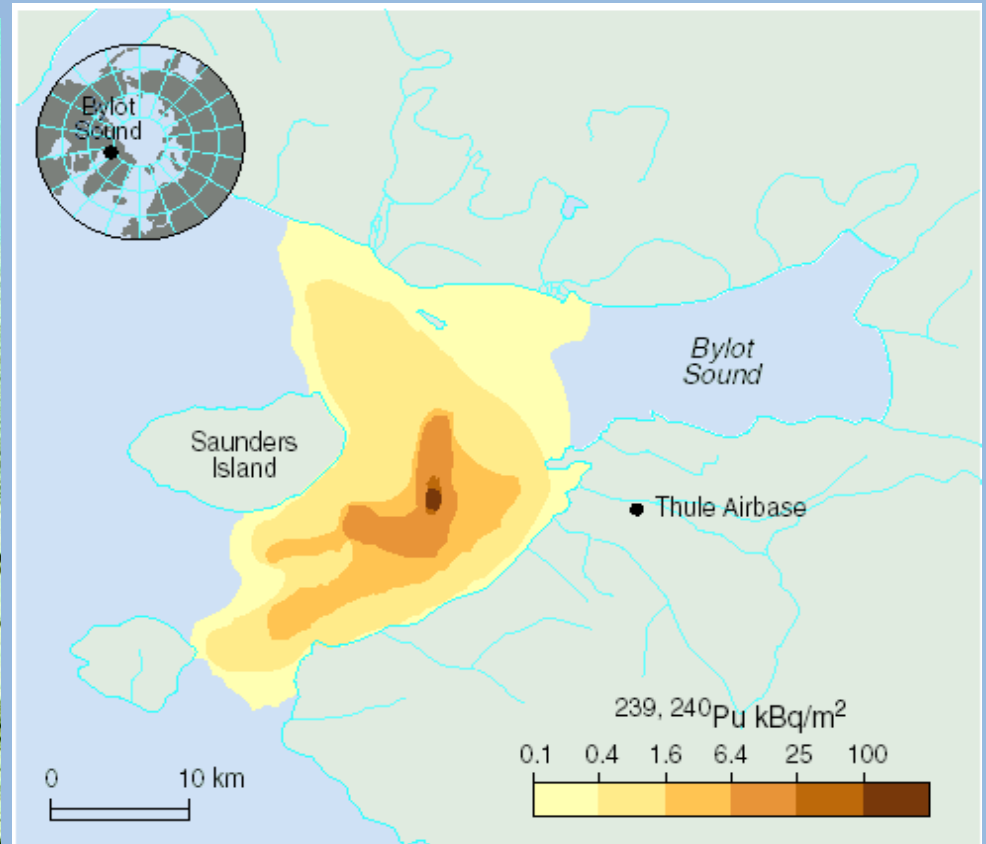 Bylot
Sound
Bylot
Sound
Saunders
Island
Thule Airbase
239, 240Pu kBq/m2
0.1 0.4 1.6 6.4 25 100
0 10 km